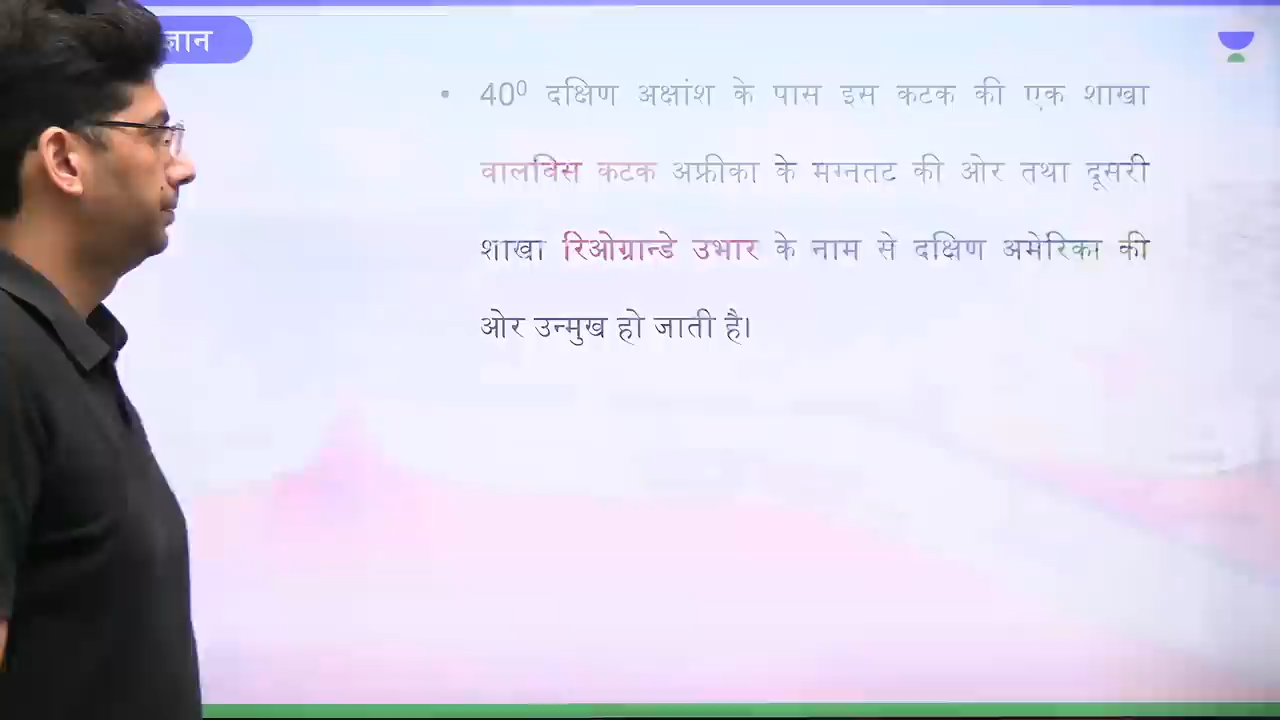 ज्ञान
• 40⁰ दक्षिण अक्षांश के पास इस कटक की एक शाखा
वालविस कटक अफ्रीका के मग्नतट की ओर तथा दूसरी
शाखा रिओग्रान्डे उभार के नाम से दक्षिण अमेरिका की
ओर उन्मुख हो जाती है।